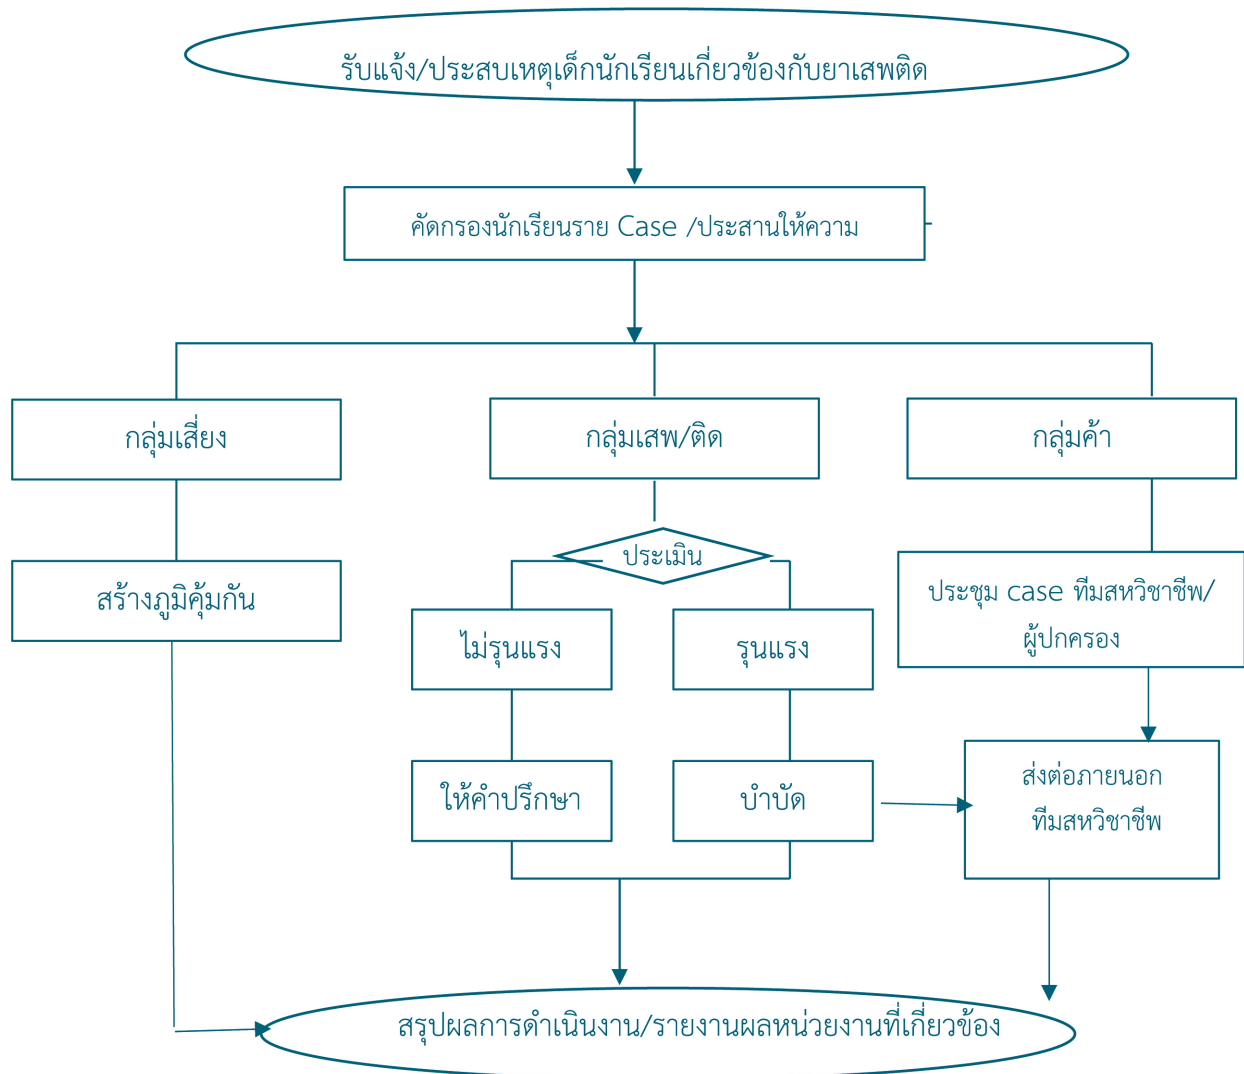 รับแจ้ง/ประสบเหตุเด็กนักเรียนเกี่ยวข้องกับยาเสพติด
คัดกรองนักเรียนราย Case /ประสานให้ความ
กลุ่มเสี่ยง
กลุ่มเสพ/ติด
กลุ่มค้า
ประเมิน
สร้างภูมิคุ้มกัน
ประชุม case ทีมสหวิชาชีพ/
ผู้ปกครอง
ไม่รุนแรง
รุนแรง
ให้คำปรึกษา
บำบัด
ส่งต่อภายนอก
ทีมสหวิชาชีพ
สรุปผลการดำเนินงาน/รายงานผลหน่วยงานที่เกี่ยวข้อง